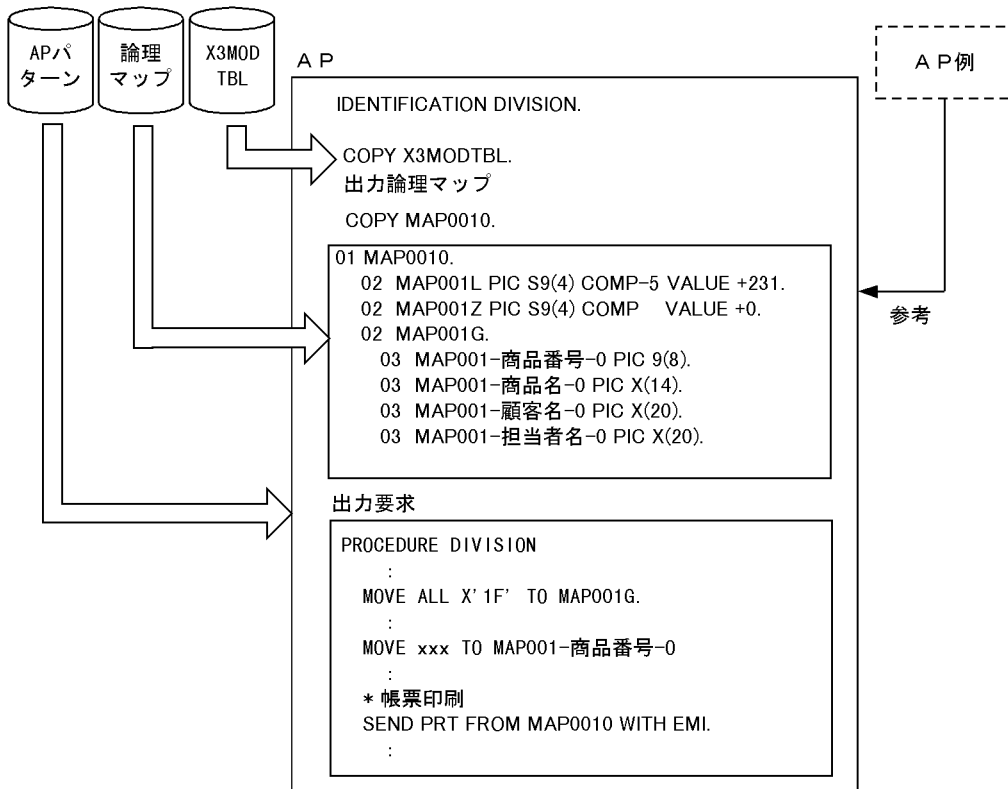 APパ
ターン
論理
マップ
X3MOD
TBL
ＡＰ
ＡＰ例
IDENTIFICATION DIVISION.
COPY X3MODTBL.
出力論理マップ
COPY MAP0010.
01 MAP0010.
02 MAP001L PIC S9(4) COMP-5 VALUE +231.
02 MAP001Z PIC S9(4) COMP VALUE +0.
02 MAP001G.
03 MAP001-商品番号-0 PIC 9(8).
03 MAP001-商品名-0 PIC X(14).
03 MAP001-顧客名-0 PIC X(20).
03 MAP001-担当者名-0 PIC X(20).
参考
出力要求
PROCEDURE DIVISION
:
MOVE ALL X'1F' TO MAP001G.
:
MOVE xxx TO MAP001-商品番号-0
:
* 帳票印刷
SEND PRT FROM MAP0010 WITH EMI.
: